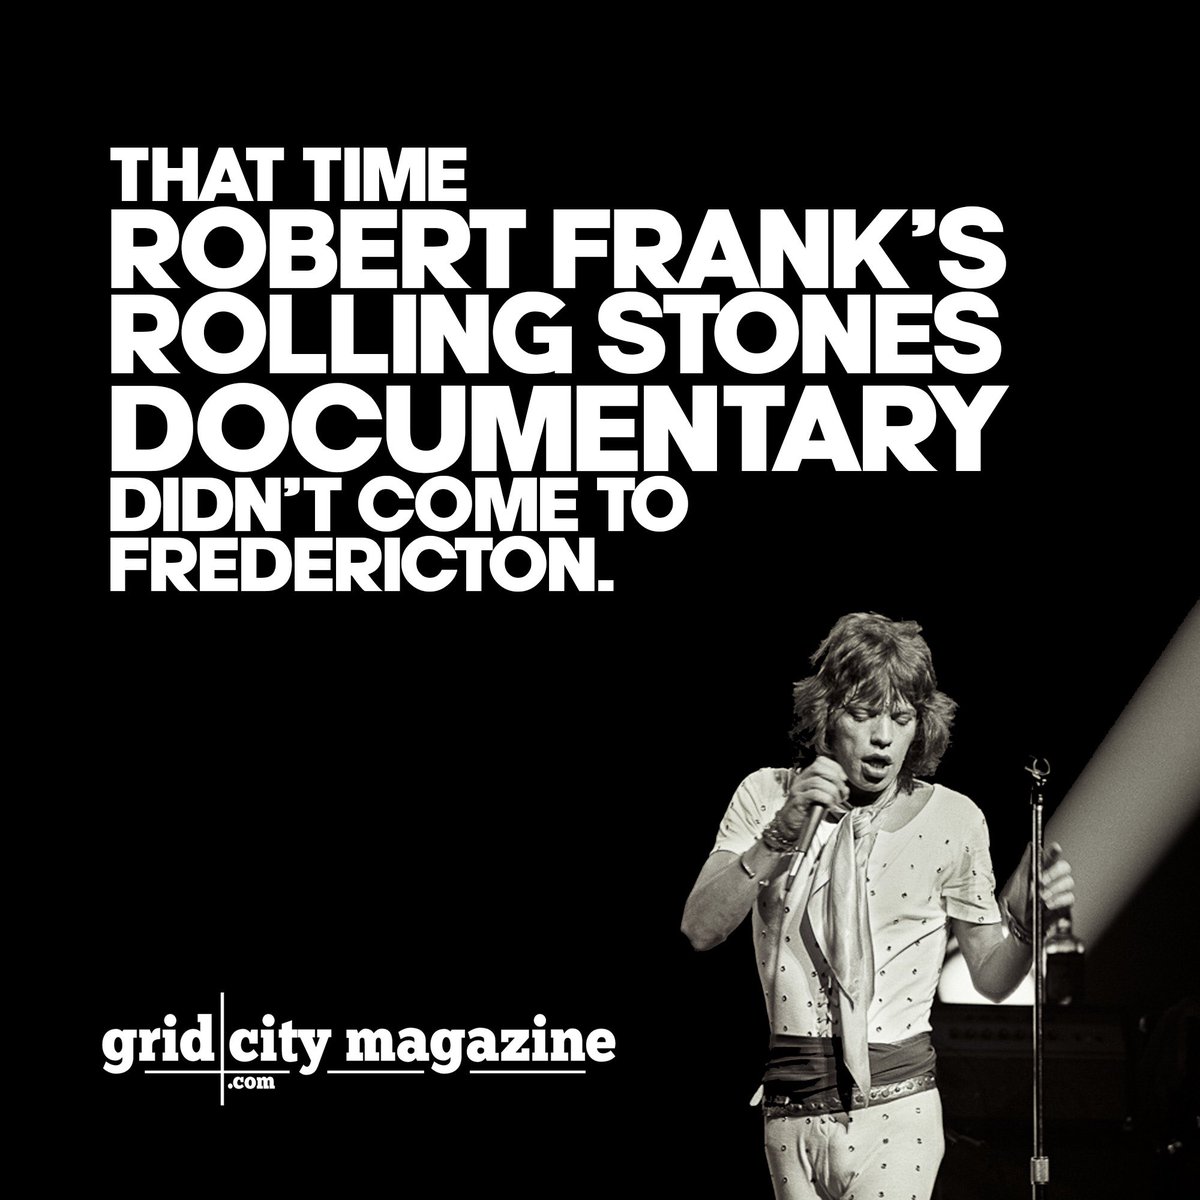 THAT TIME
ROBERT FRANK'S
ROLLING STONES
DOCUMENTARY
DIDN'T COME TO
FREDERICTON.
grid city magazine
.com